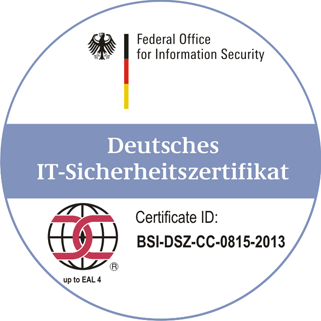 Federal Office
for Information Security
Deutsches
IT-Sicherheitszertifikat
Certificate ID:
BSI-DSZ-CC-0815-2013
®
up to EAL 4